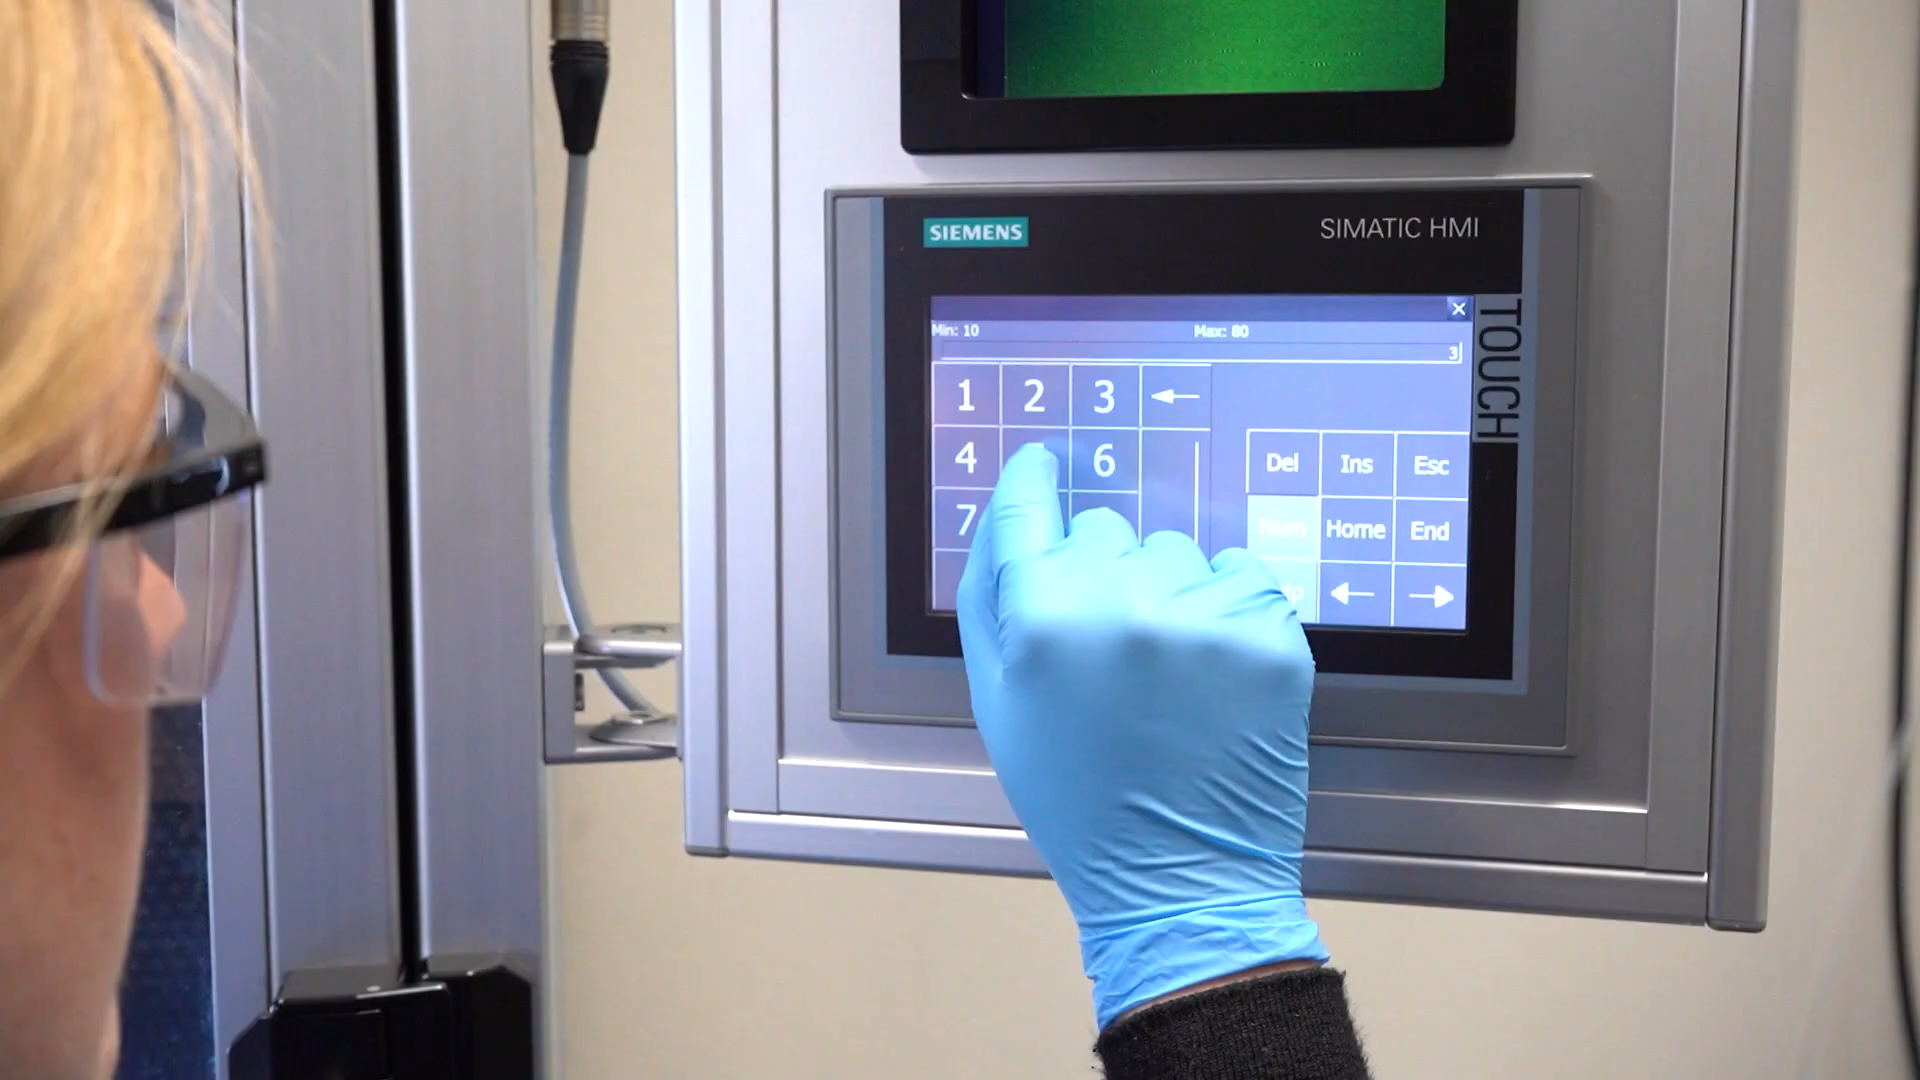 SIEMENS
SIMATIC HMI
TOUCH
Min: 10 Max: 80
3
1 2 3
4 6 Del Ins Esc
7 Num Home End